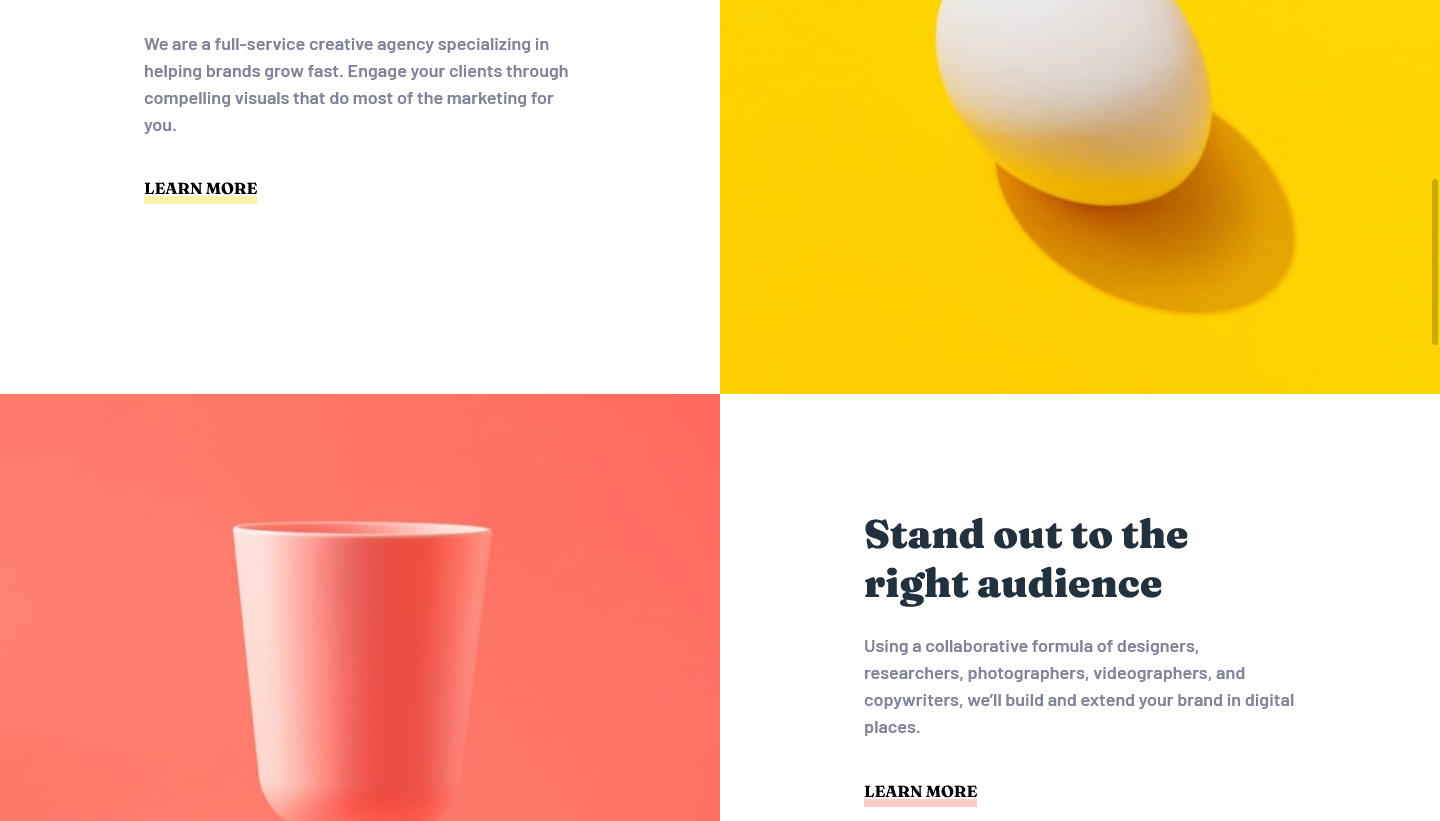 We are a full-service creative agency specializing in
helping brands grow fast. Engage your clients through
compelling visuals that do most of the marketing for
you.
LEARN MORE
Stand out to the
right audience
Using a collaborative formula of designers,
researchers, photographers, videographers, and
copywriters, we’ll build and extend your brand in digital
places.
LEARN MORE